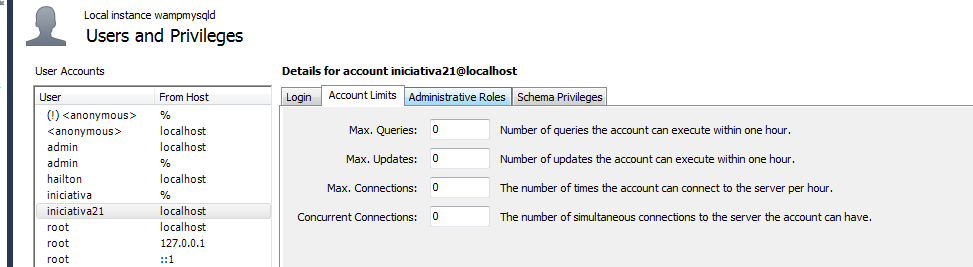 Local instance wampmysqld
Users and Privileges
User Accounts
User From Host
(!) <anonymous> %
<anonymous> localhost
admin localhost
admin %
hailton localhost
iniciativa %
iniciativa21 localhost
root localhost
root 127.0.0.1
root ::1
Details for account iniciativa21@localhost
Login Account Limits Administrative Roles Schema Privileges
Max. Queries: 0 Number of queries the account can execute within one hour.
Max. Updates: 0 Number of updates the account can execute within one hour.
Max. Connections: 0 The number of times the account can connect to the server per hour.
Concurrent Connections: 0 The number of simultaneous connections to the server the account can have.